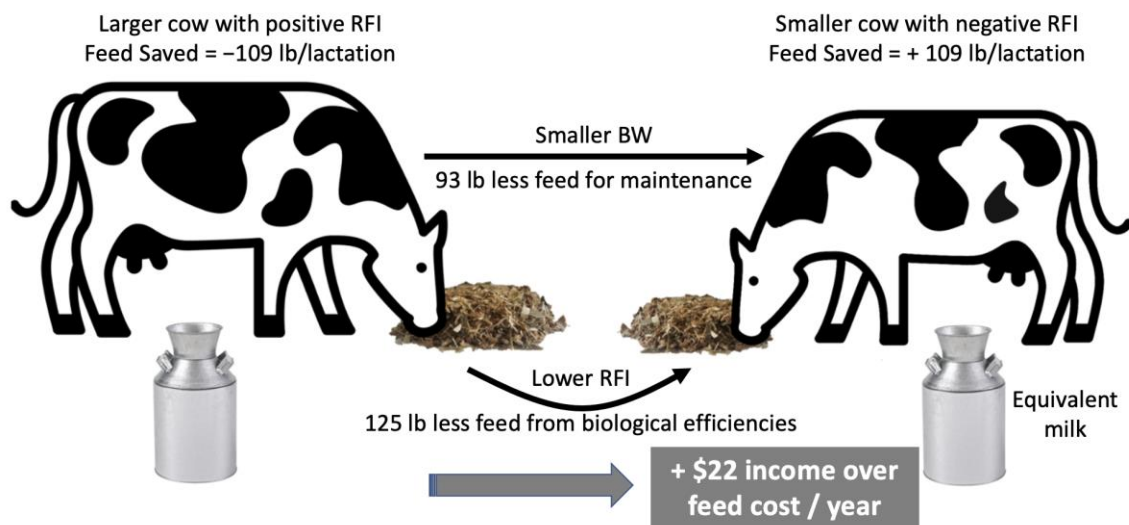 Larger cow with positive RFI
Feed Saved = −109 lb/lactation
Smaller cow with negative RFI
Feed Saved = + 109 lb/lactation
Smaller BW
93 lb less feed for maintenance
Lower RFI
125 lb less feed from biological efficiencies
Equivalent
milk
+ $22 income over
feed cost / year